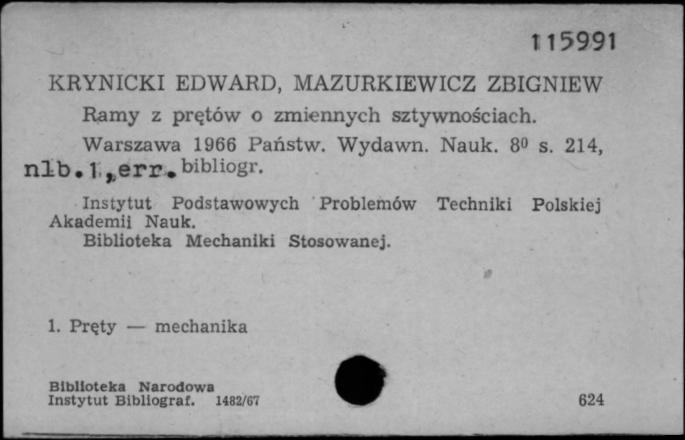 115991
KRYNICKI EDWARD, MAZURKIEWICZ ZBIGNIEW
Ramy z prętów o zmiennych sztywnościach.
Warszawa 1966 Państw. Wydawn. Nauk. 8⁰ s. 214,
nlb.1,,err. bibliogr.
Instytut Podstawowych Problemów Techniki Polskiej
Akademii Nauk.
Biblioteka Mechaniki Stosowanej.
1. Pręty — mechanika
Biblioteka Narodowa
Instytut Bibliograf. 1482/67
624